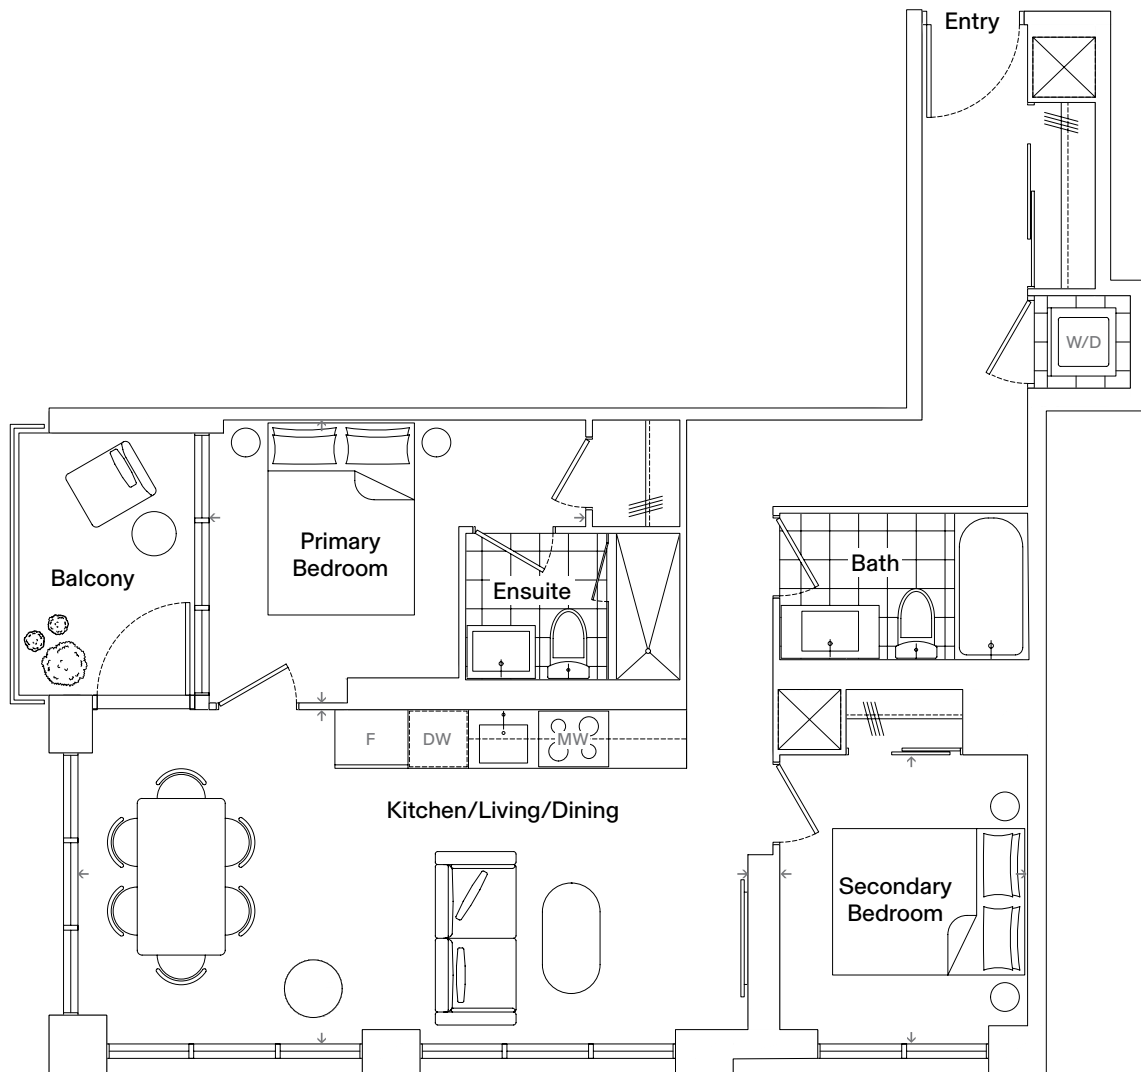 Entry
W/D
Primary
Bedroom
Balcony
Ensuite
Bath
F
DW
MW
Kitchen/Living/Dining
Secondary
Bedroom